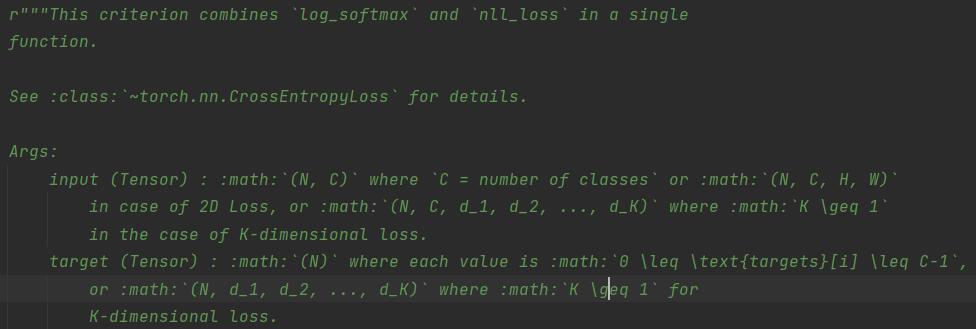 r"""This criterion combines `log_softmax` and `nll_loss` in a single
function.
See :class:`~torch.nn.CrossEntropyLoss` for details.
Args:
input (Tensor) : :math:`(N, C)` where `C = number of classes` or :math:`(N, C, H, W)`
in case of 2D Loss, or :math:`(N, C, d_1, d_2, ..., d_K)` where :math:`K \geq 1`
in the case of K-dimensional loss.
target (Tensor) : :math:`(N)` where each value is :math:`0 \leq \text{targets}[i] \leq C-1`,
or :math:`(N, d_1, d_2, ..., d_K)` where :math:`K \geq 1` for
K-dimensional loss.